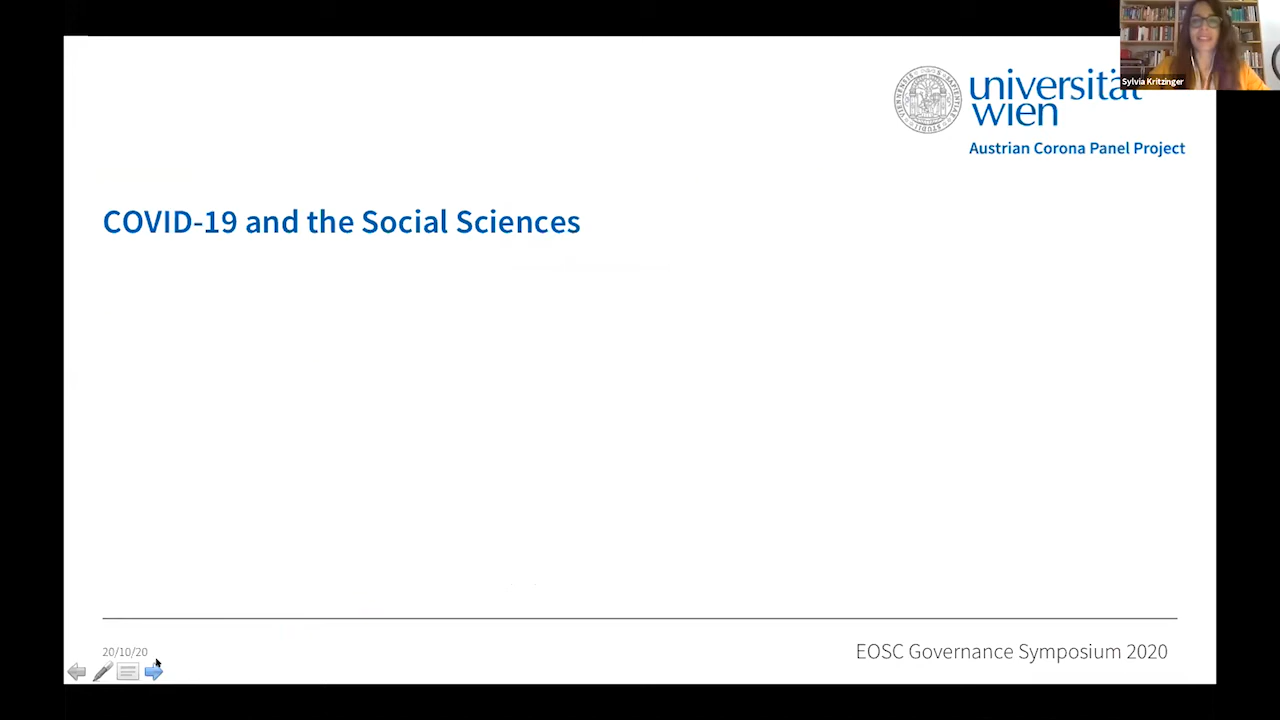 Sylvia Kritzinger
universität
wien
Austrian Corona Panel Project
COVID-19 and the Social Sciences
20/10/20
EOSC Governance Symposium 2020